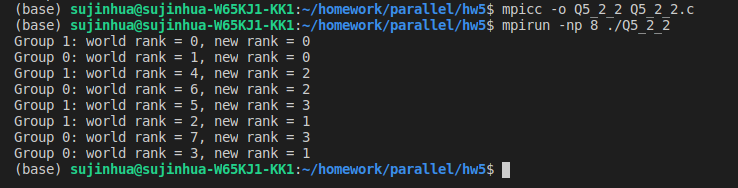 (base) sujinhua@sujinhua-W65KJ1-KK1:~/homework/parallel/hw5$ mpicc -o Q5_2_2 Q5_2_2.c
(base) sujinhua@sujinhua-W65KJ1-KK1:~/homework/parallel/hw5$ mpirun -np 8 ./Q5_2_2
Group 1: world rank = 0, new rank = 0
Group 0: world rank = 1, new rank = 0
Group 1: world rank = 4, new rank = 2
Group 0: world rank = 6, new rank = 2
Group 1: world rank = 5, new rank = 3
Group 1: world rank = 2, new rank = 1
Group 0: world rank = 7, new rank = 3
Group 0: world rank = 3, new rank = 1
(base) sujinhua@sujinhua-W65KJ1-KK1:~/homework/parallel/hw5$